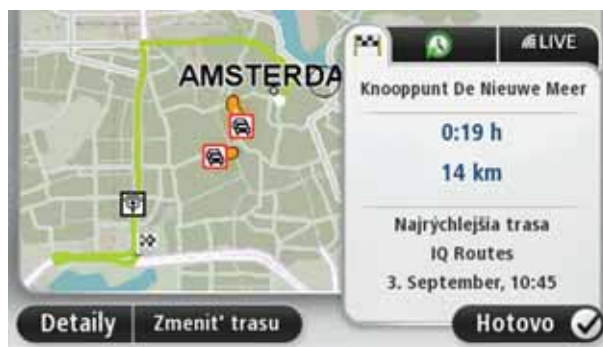 AMSTERDA
LIVE
Knooppunt De Nieuwe Meer
0:19 h
14 km
Najrýchlejšia trasa
IQ Routes
3. September, 10:45
Detaily
Zmenit' trasu
Hotovo